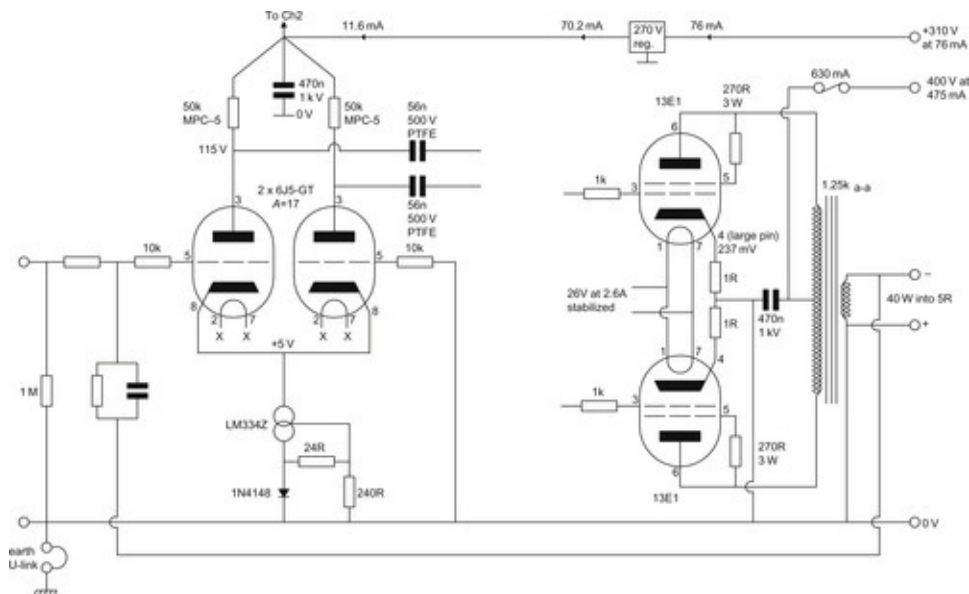 To Ch2
11.6 mA
70.2 mA
270 V
reg.
76 mA
+310 V
at 76 mA
470n
1 kV
0 V
50k
MPC–5
50k
MPC–5
56n
500 V
PTFE
630 mA
400 V at
475 mA
270R
3 W
13E1
6
115 V
2 x 6J5-GT
A=17
3
3
56n
500 V
PTFE
1k
3
5
1.25k a-a
10k
5
5
10k
4 (large pin)
237 mV
1
7
1R
8
2
7
2
7
8
X
X
X
X
26V at 2.6A
stabilized
–
40 W into 5R
+
+5 V
1R
470n
1 kV
1
7
4
1 M
1k
3
5
LM334Z
24R
270R
3 W
1N4148
240R
6
13E1
0 V
earth
U-link